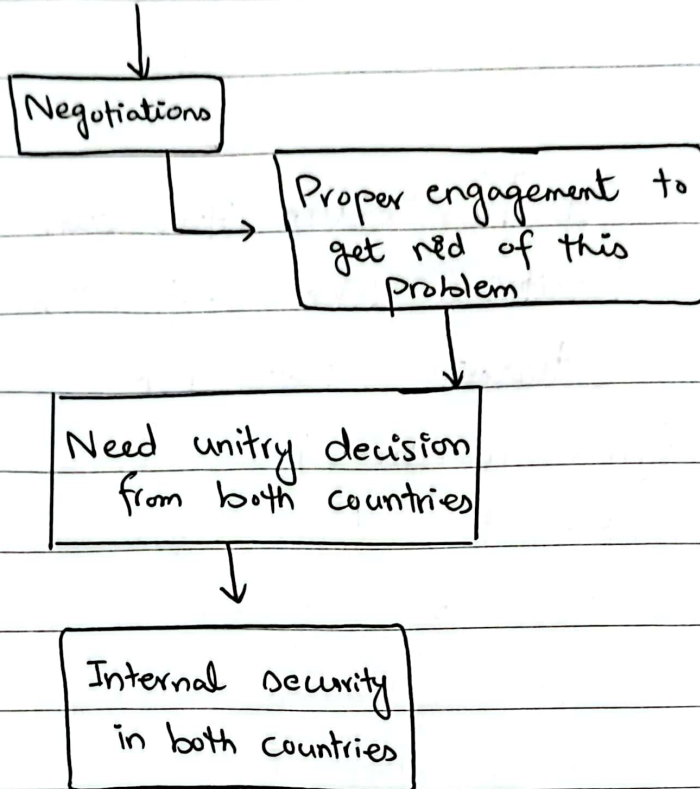 Negotiations
Proper engagement to
get rid of this
problem
Need unitry decision
from both countries
Internal security
in both countries